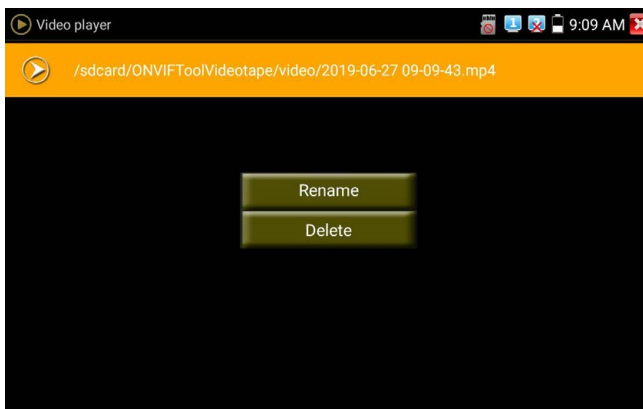 Video player
9:09 AM
/sdcard/ONVIFToolVideotape/video/2019-06-27 09-09-43.mp4
Rename
Delete